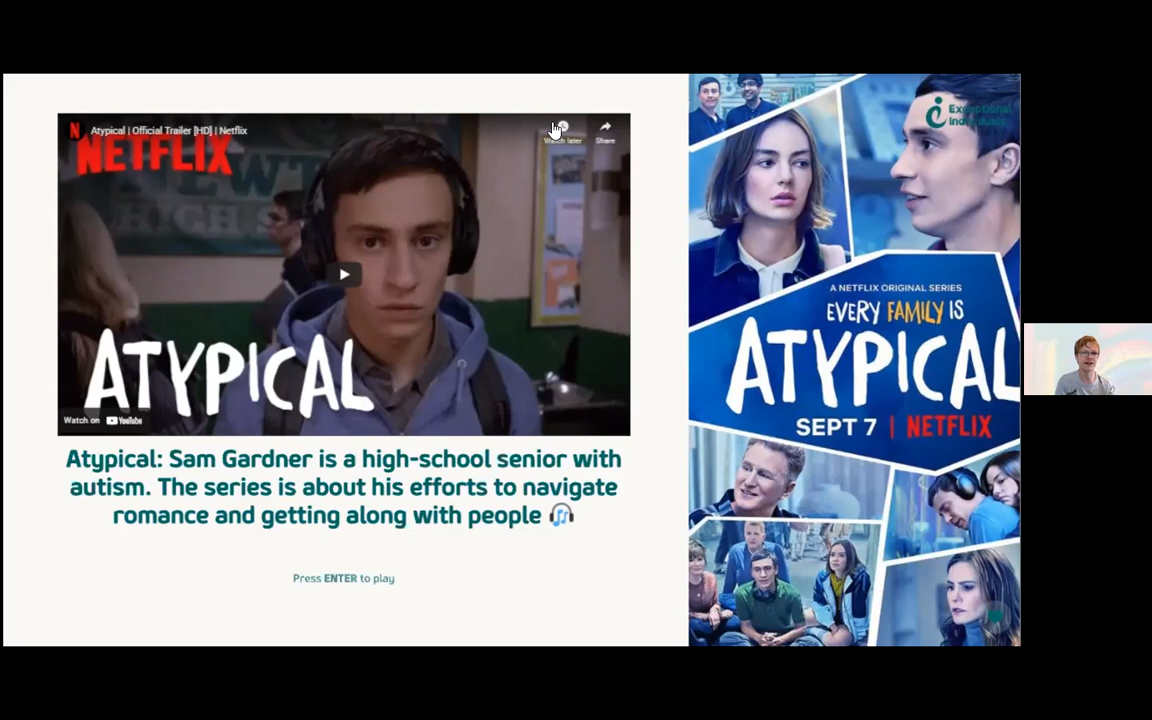 Atypical | Official Trailer [HD] | Netflix
NETFLIX
Watch later
Share
NEWT
HIGH S
ATYPICAL
Watch on YouTube
Atypical: Sam Gardner is a high-school senior with
autism. The series is about his efforts to navigate
romance and getting along with people
Press ENTER to play
Exceptional
Individuals
A NETFLIX ORIGINAL SERIES
EVERY FAMILY IS
ATYPICAL
SEPT 7 | NETFLIX